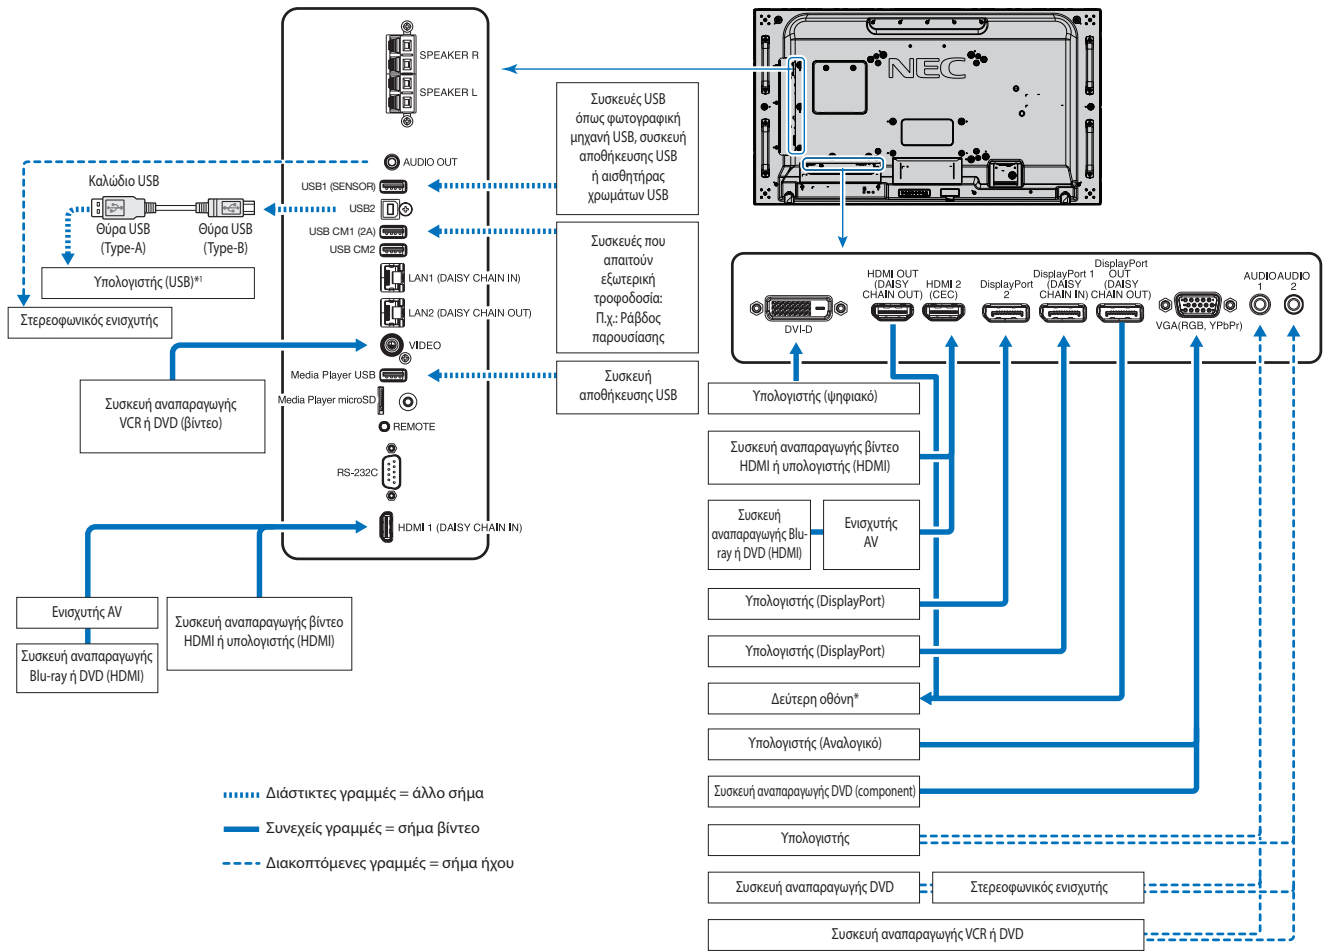 SPEAKER R
SPEAKER L
AUDIO OUT
USB1 (SENSOR)
USB2
USB CM1 (2A)
USB CM2
LAN1 (DAISY CHAIN IN)
LAN2 (DAISY CHAIN OUT)
VIDEO
Media Player USB
Media Player microSD
REMOTE
RS-232C
HDMI 1 (DAISY CHAIN IN)
Καλώδιο USB
Θύρα USB
(Type-A)
Θύρα USB
(Type-B)
Υπολογιστής (USB)*¹
Στερεοφωνικός ενισχυτής
Συσκευή αναπαραγωγής
VCR ή DVD (βίντεο)
Ενισχυτής AV
Συσκευή αναπαραγωγής
Blu-ray ή DVD (HDMI)
Συσκευή αναπαραγωγής βίντεο
HDMI ή υπολογιστής (HDMI)
Συσκευές USB
όπως φωτογραφική
μηχανή USB, συσκευή
αποθήκευσης USB
ή αισθητήρας
χρωμάτων USB
Συσκευές που
απαιτούν
εξωτερική
τροφοδοσία:
Π.χ.: Ράβδος
παρουσίασης
Συσκευή
αποθήκευσης USB
NEC
DVI-D
HDMI OUT
(DAISY
CHAIN OUT)
HDMI 2
(CEC)
DisplayPort
2
DisplayPort 1
(DAISY
CHAIN IN)
DisplayPort
OUT
(DAISY
CHAIN OUT)
VGA(RGB, YPbPr)
AUDIO
1
AUDIO
2
Υπολογιστής (ψηφιακό)
Συσκευή αναπαραγωγής βίντεο
HDMI ή υπολογιστής (HDMI)
Συσκευή
αναπαραγωγής Blu-
ray ή DVD (HDMI)
Ενισχυτής
AV
Υπολογιστής (DisplayPort)
Υπολογιστής (DisplayPort)
Δεύτερη οθόνη*
Υπολογιστής (Αναλογικό)
Συσκευή αναπαραγωγής DVD (component)
Υπολογιστής
Συσκευή αναπαραγωγής DVD
Στερεοφωνικός ενισχυτής
Συσκευή αναπαραγωγής VCR ή DVD
Διάστικτες γραμμές = άλλο σήμα
Συνεχείς γραμμές = σήμα βίντεο
Διακοπτόμενες γραμμές = σήμα ήχου